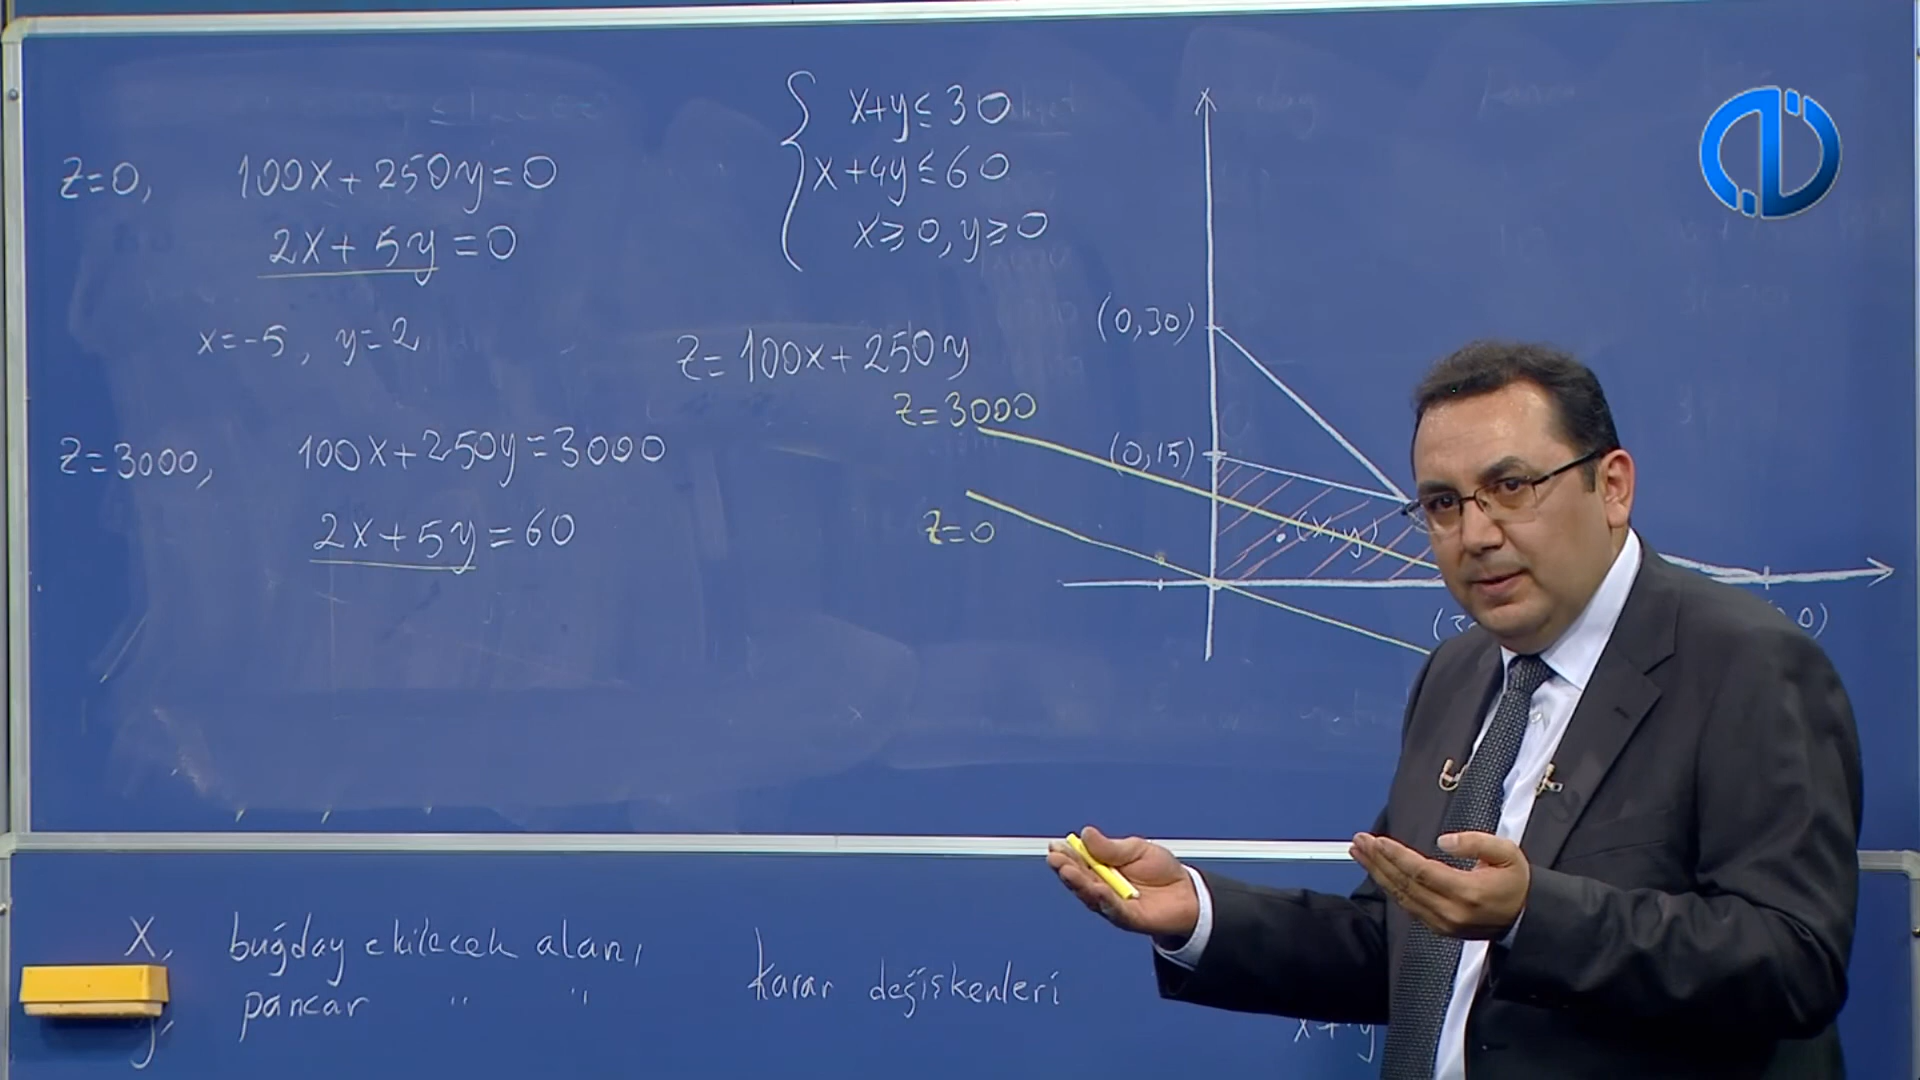 z=0, 100x+250y=0
2x+5y=0
x=-5, y=2
z=3000, 100x+250y=3000
2x+5y=60
x+y≤30
x+4y≤60
x≥0, y≥0
z=100x+250y
z=3000
z=0
(0,30)
(0,15)
(x,y)
x, buğday ekilecek alanı
y, pancar " "
karar değişkenleri
x+y